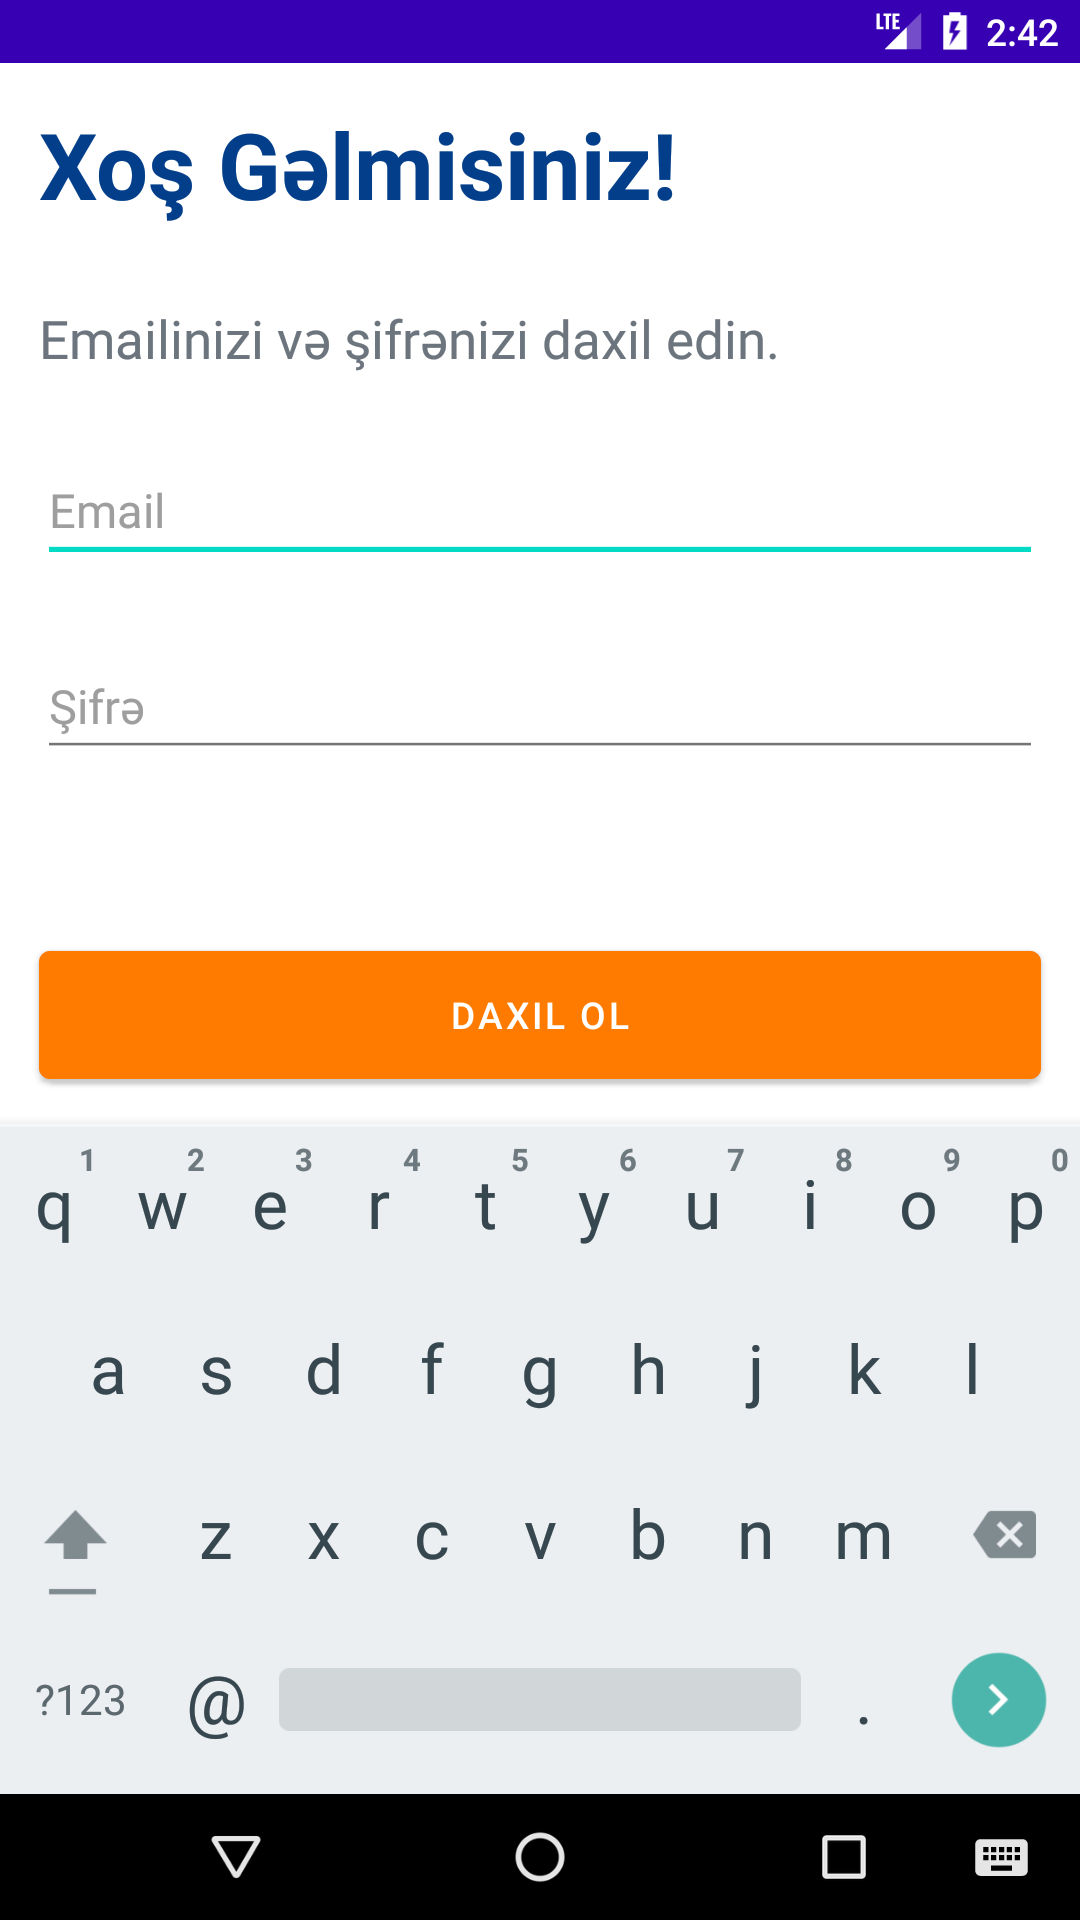 LTE 2:42
Xoş Gəlmisiniz!
Emailinizi və şifrənizi daxil edin.
Email
Şifrə
DAXIL OL
1 2 3 4 5 6 7 8 9 0
q w e r t y u i o p
a s d f g h j k l
z x c v b n m
?123 @ .